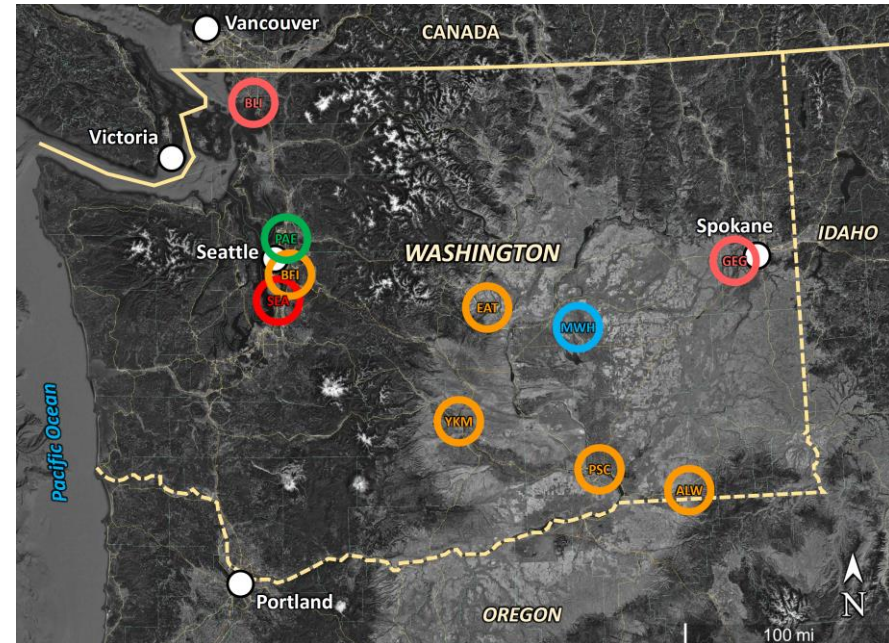 Vancouver
CANADA
BLI
Victoria
PAE
Seattle
BFI
SEA
WASHINGTON
Spokane
GEG
IDAHO
EAT
MWH
YKM
PSC
ALW
Pacific Ocean
Portland
OREGON
N
100 mi